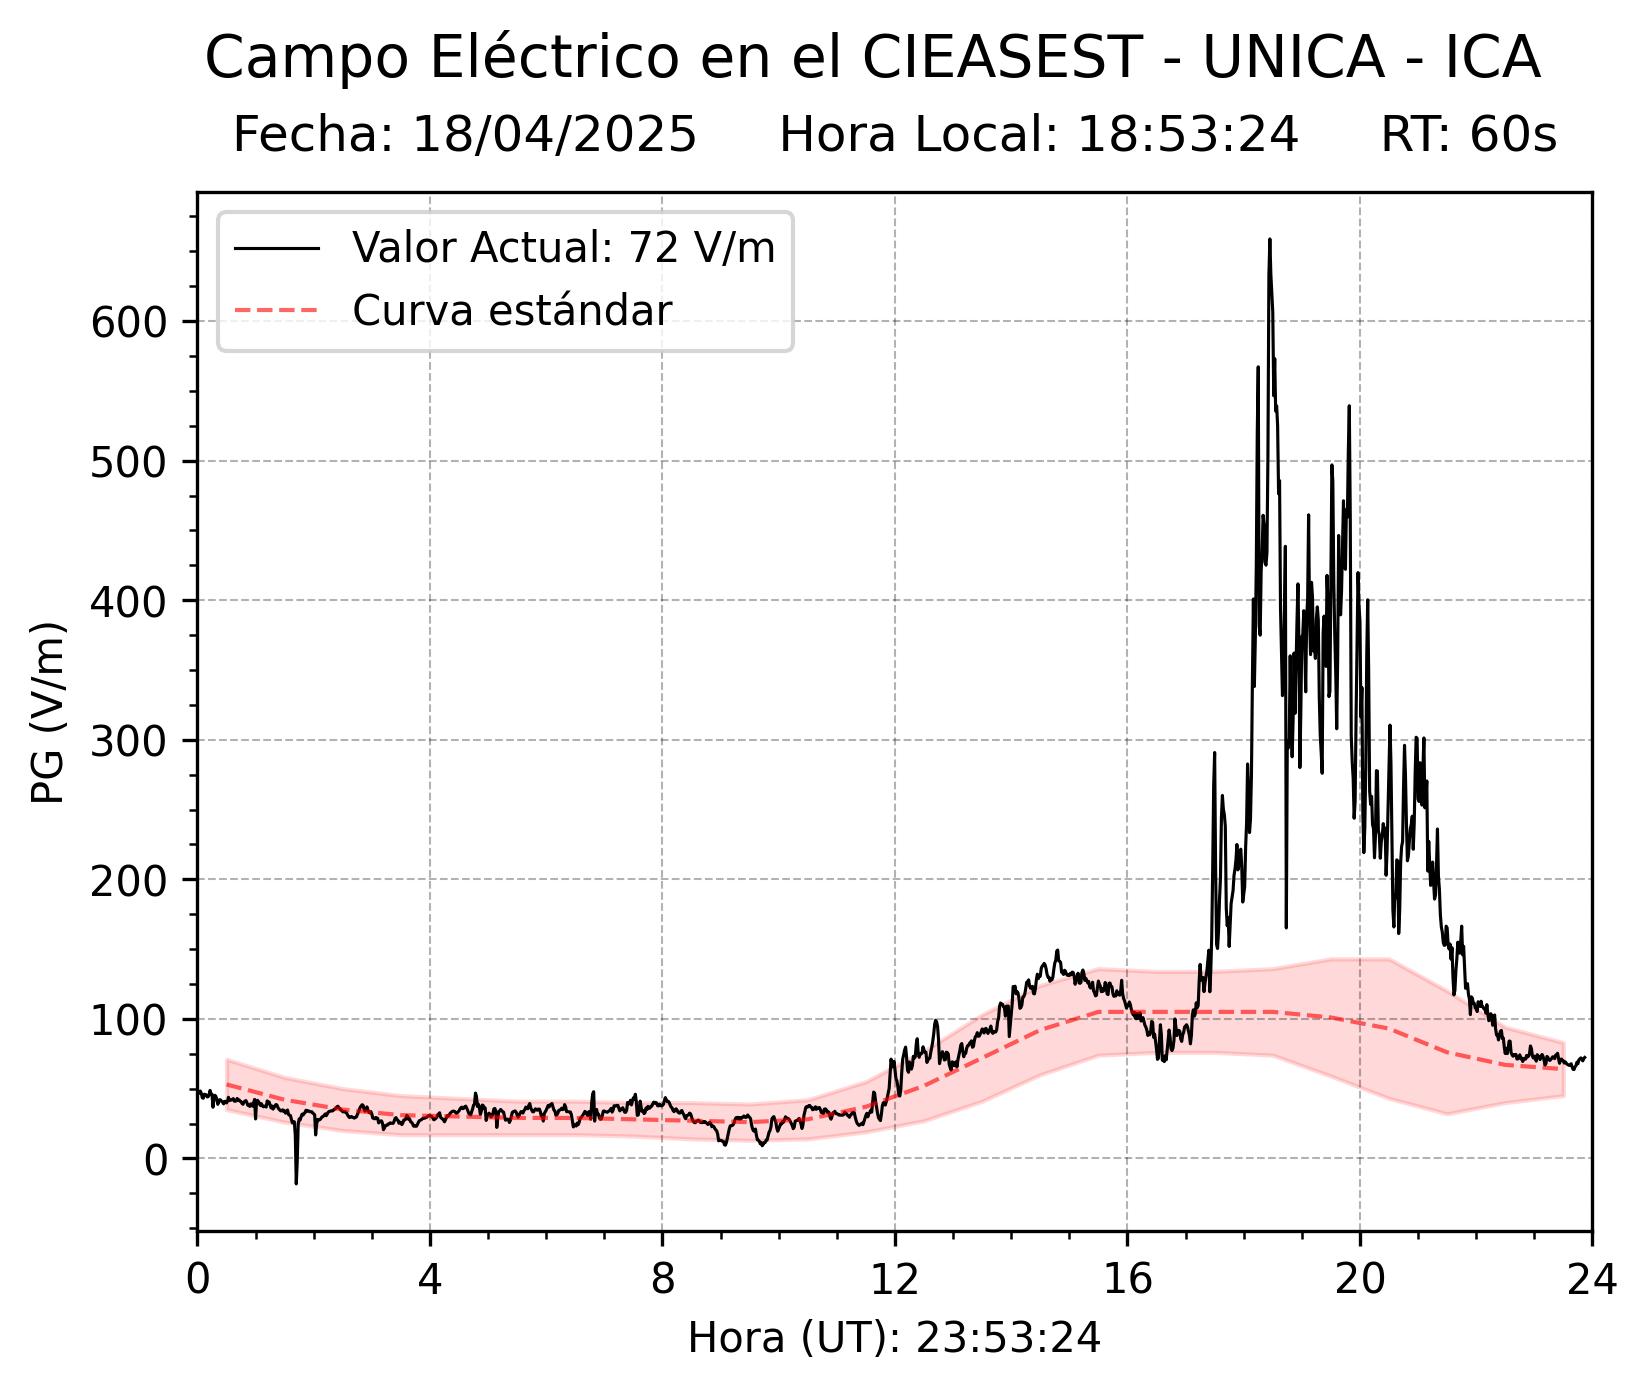 Campo Eléctrico en el CIEASEST - UNICA - ICA
Fecha: 18/04/2025 Hora Local: 18:53:24 RT: 60s
Valor Actual: 72 V/m
Curva estándar
PG (V/m)
600
500
400
300
200
100
0
0 4 8 12 16 20 24
Hora (UT): 23:53:24